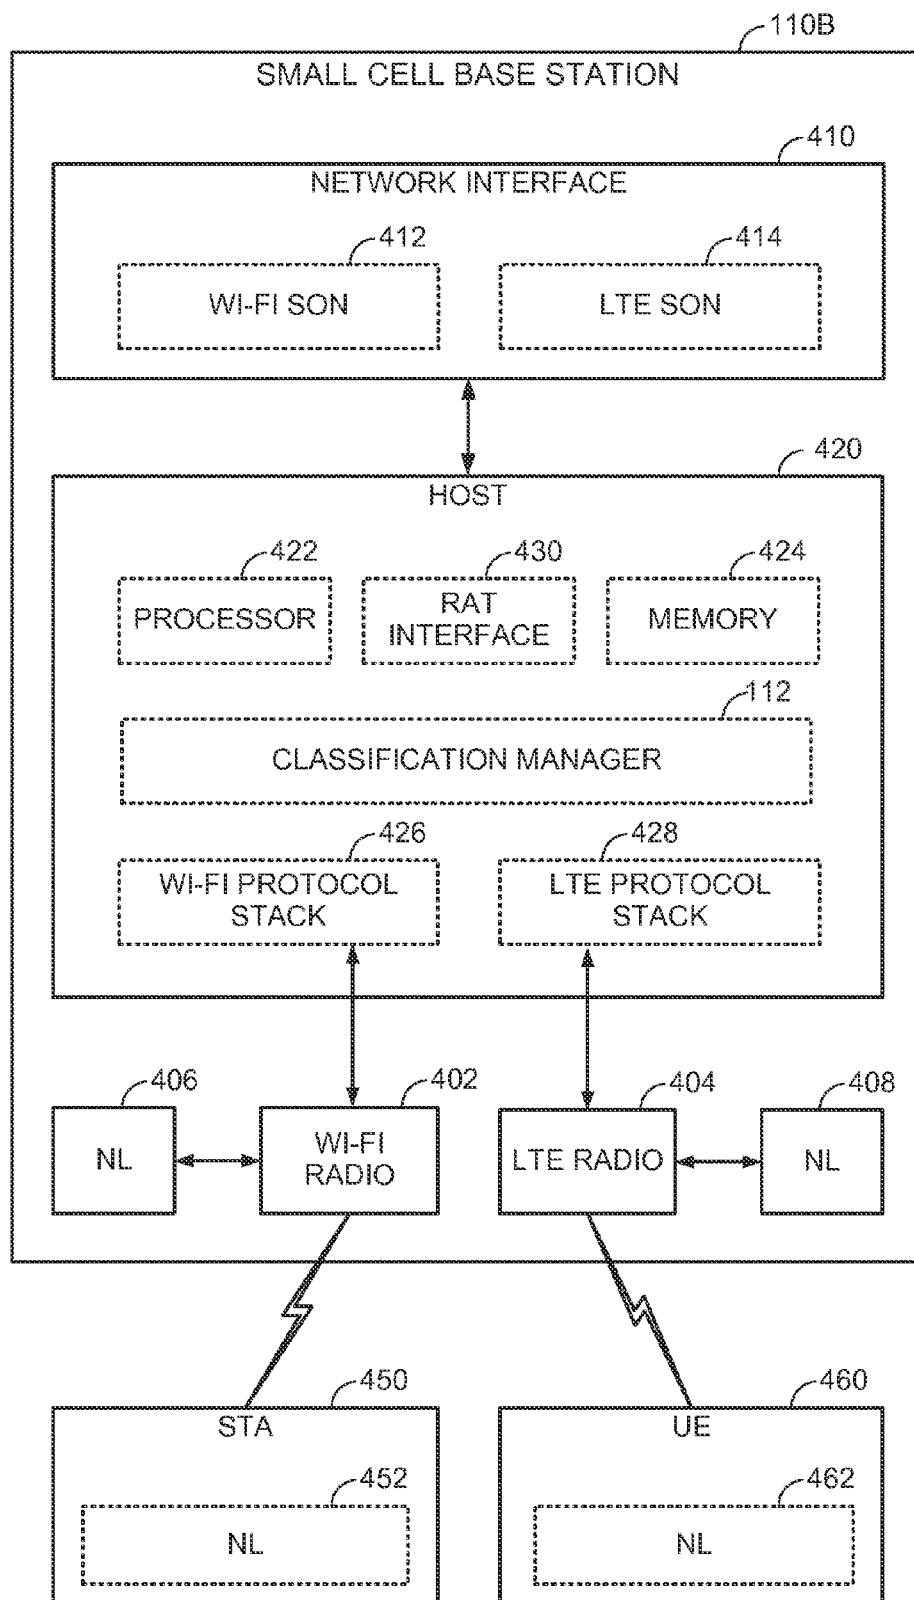 110B
SMALL CELL BASE STATION
410
NETWORK INTERFACE
412
414
WI-FI SON
LTE SON
420
HOST
422
430
424
PROCESSOR
RAT
INTERFACE
MEMORY
112
CLASSIFICATION MANAGER
426
428
WI-FI PROTOCOL
STACK
LTE PROTOCOL
STACK
406
402
404
408
NL
WI-FI
RADIO
LTE RADIO
NL
450
460
STA
UE
452
462
NL
NL